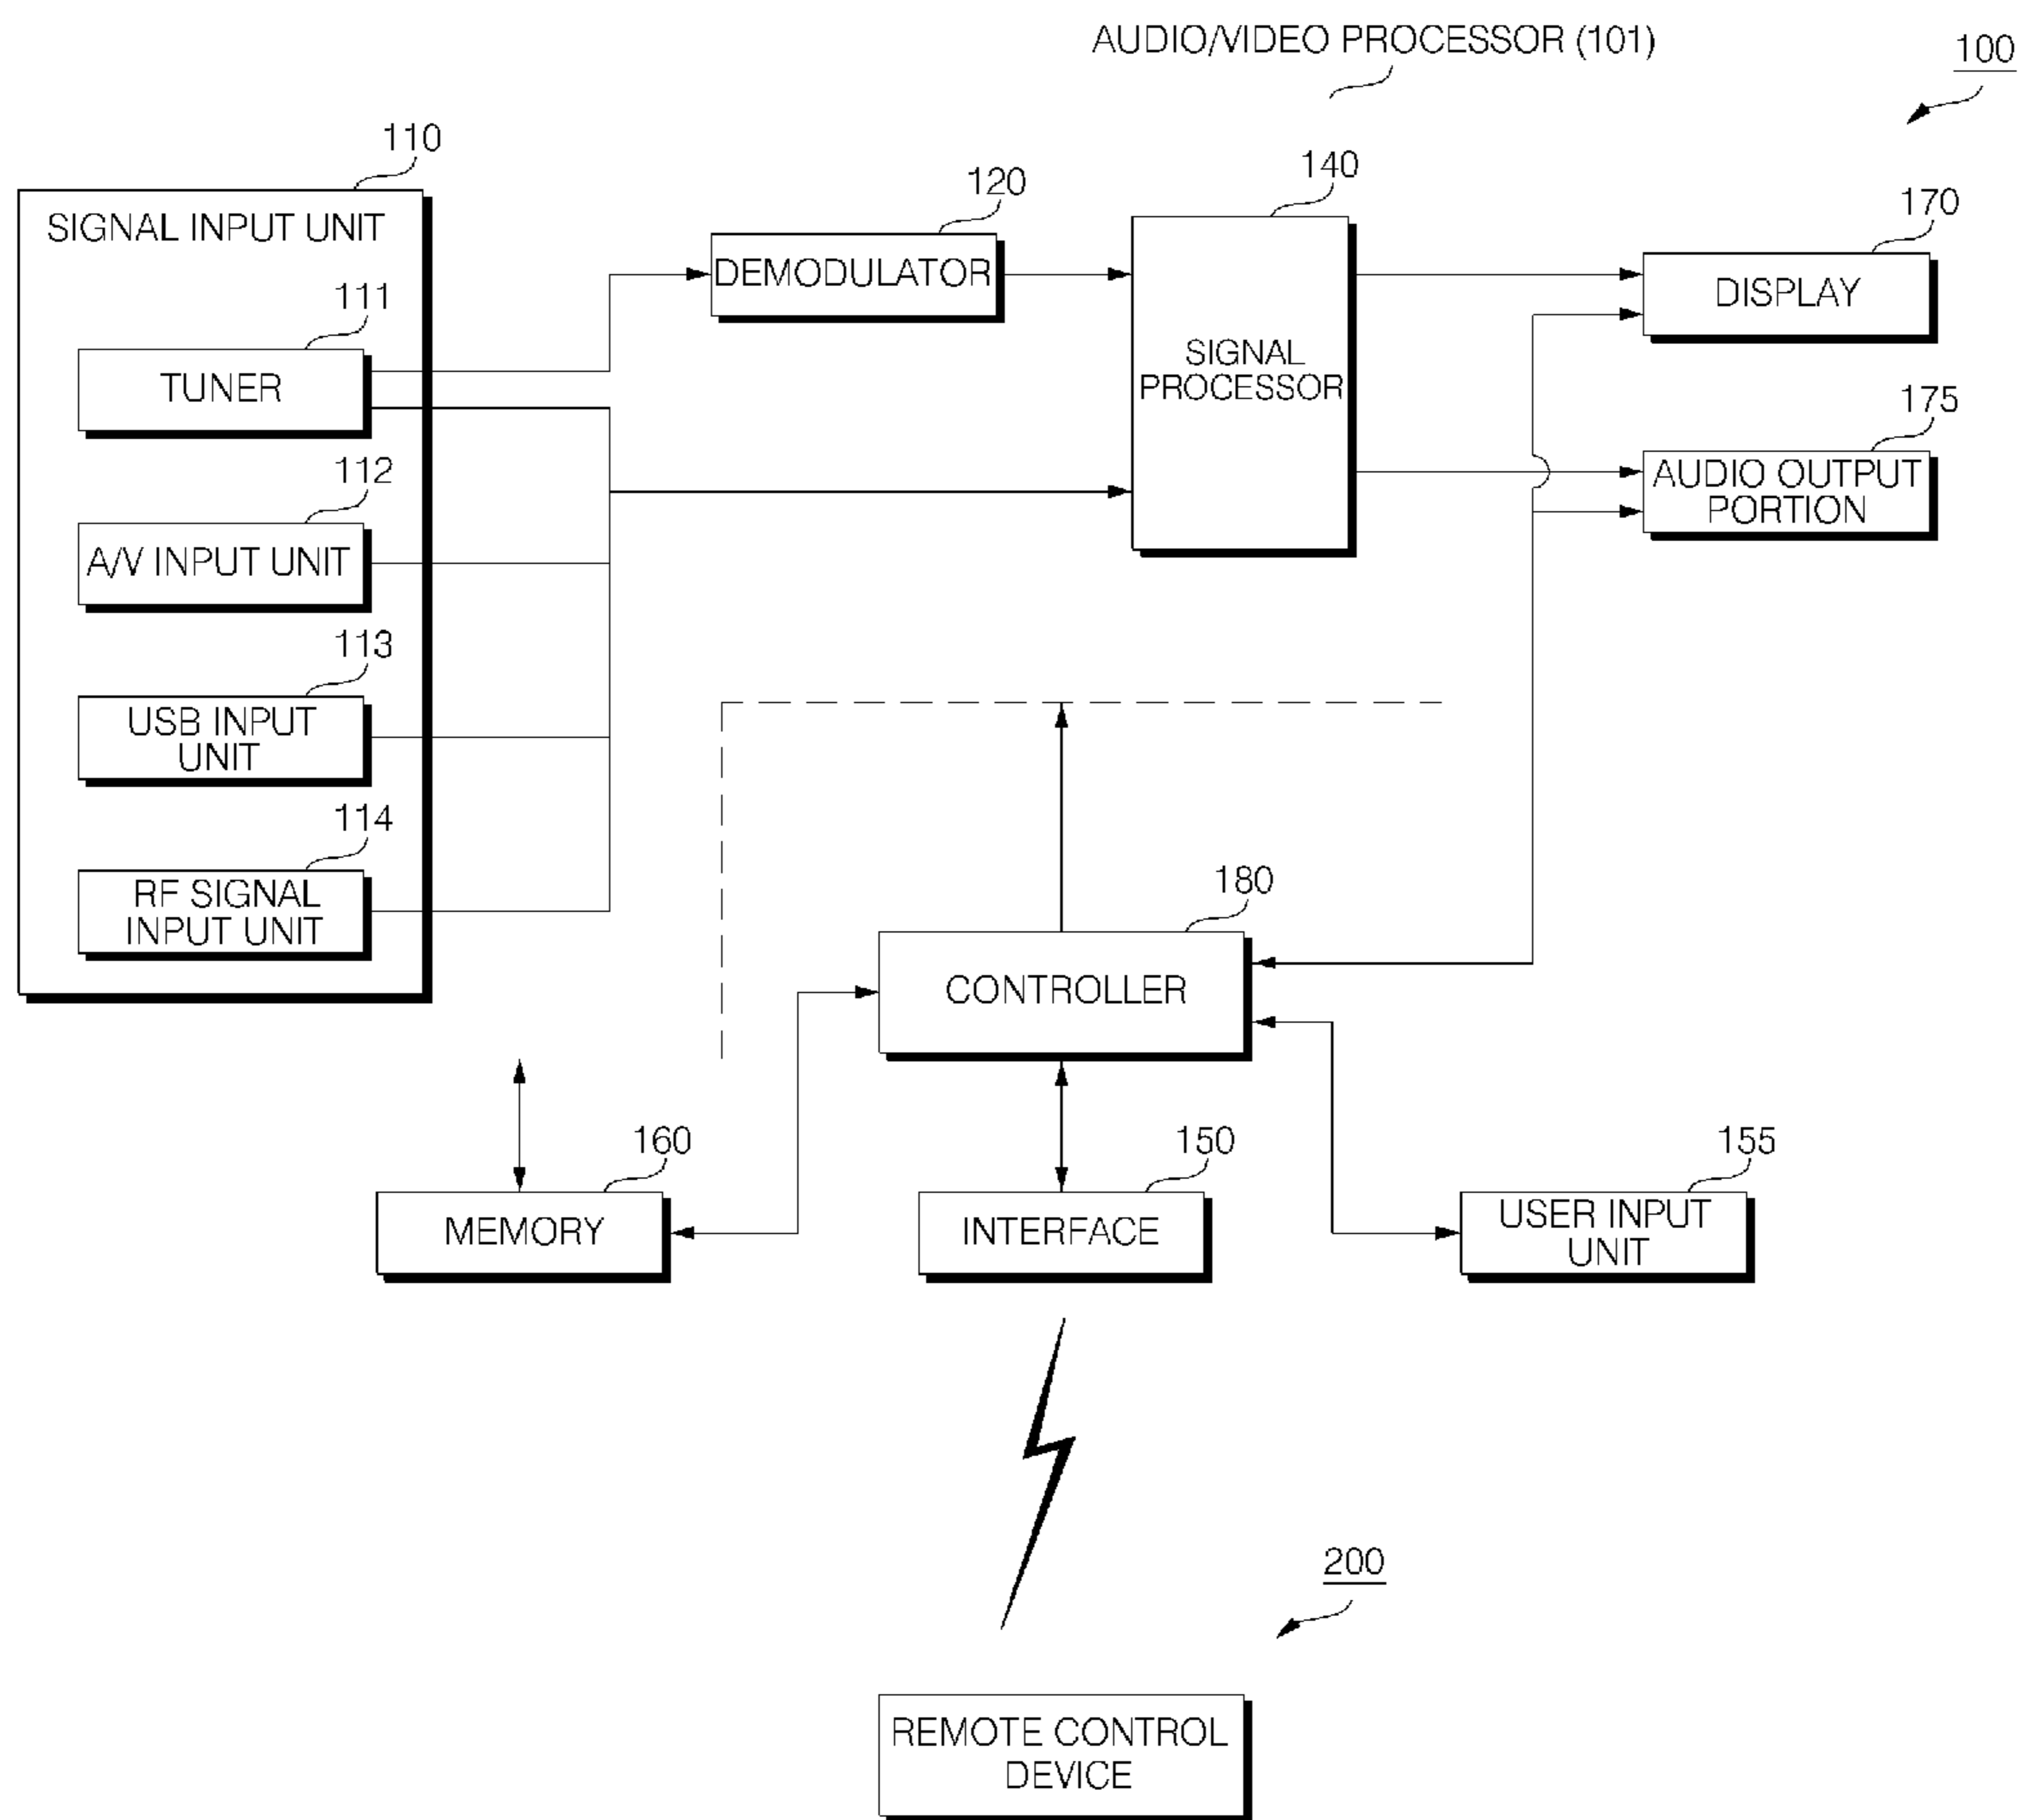 AUDIO/VIDEO PROCESSOR (101)
100
110
SIGNAL INPUT UNIT
111
TUNER
112
A/V INPUT UNIT
113
USB INPUT
UNIT
114
RF SIGNAL
INPUT UNIT
120
DEMODULATOR
140
SIGNAL
PROCESSOR
170
DISPLAY
175
AUDIO OUTPUT
PORTION
180
CONTROLLER
160
MEMORY
150
INTERFACE
155
USER INPUT
UNIT
200
REMOTE CONTROL
DEVICE